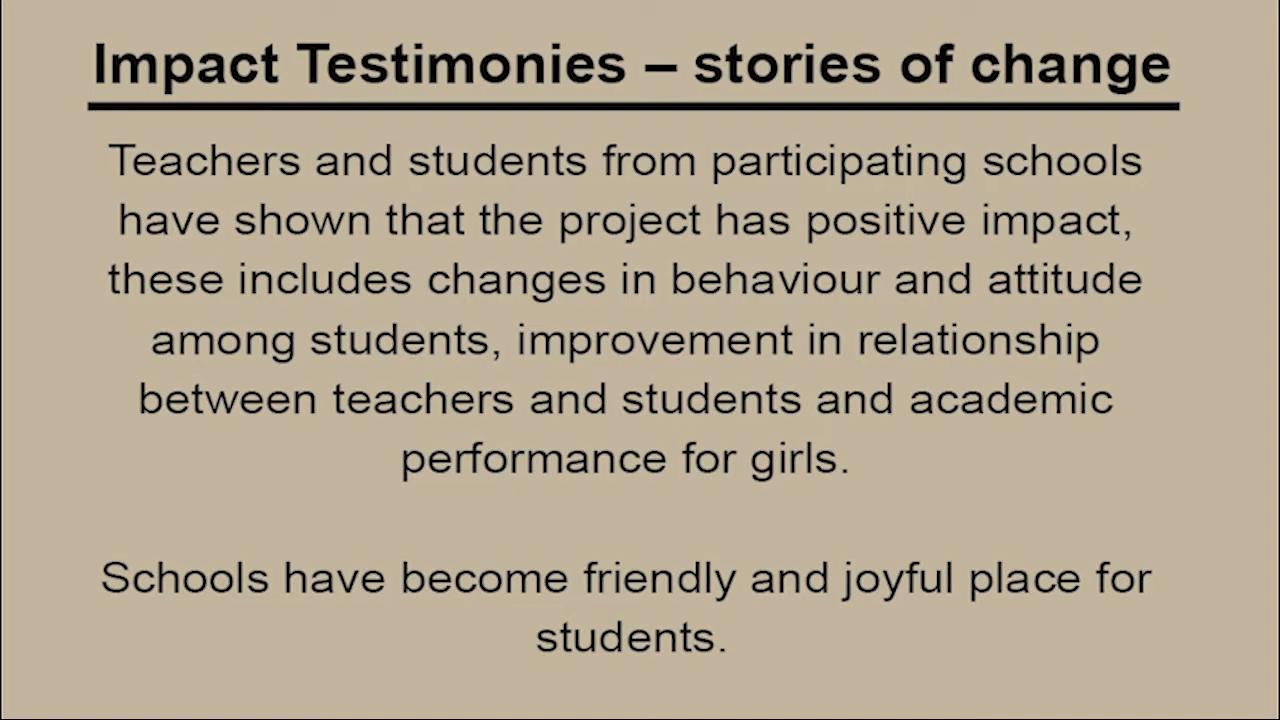 Impact Testimonies – stories of change
Teachers and students from participating schools
have shown that the project has positive impact,
these includes changes in behaviour and attitude
among students, improvement in relationship
between teachers and students and academic
performance for girls.
Schools have become friendly and joyful place for
students.